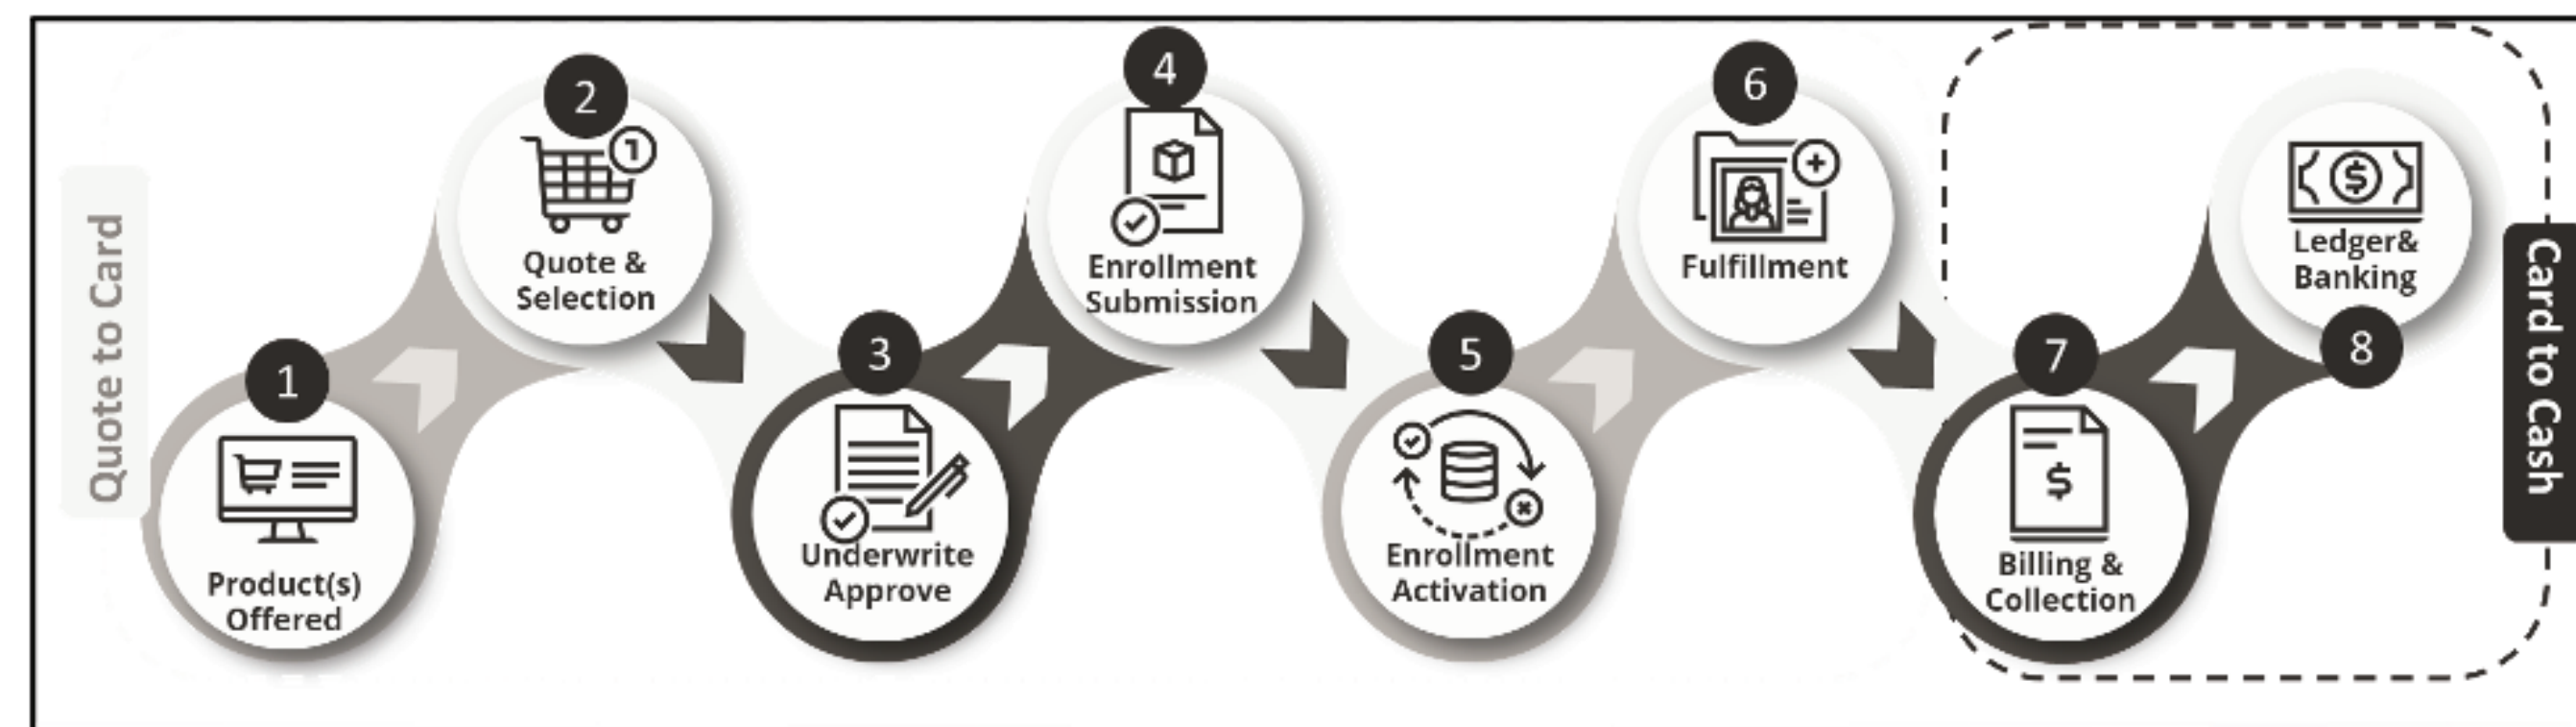 Quote to Card
1
Product(s)
Offered
2
1
Quote &
Selection
3
Underwrite
Approve
4
Enrollment
Submission
5
Enrollment
Activation
6
Fulfillment
7
$
Billing &
Collection
$
Ledger&
Banking
8
Card to Cash